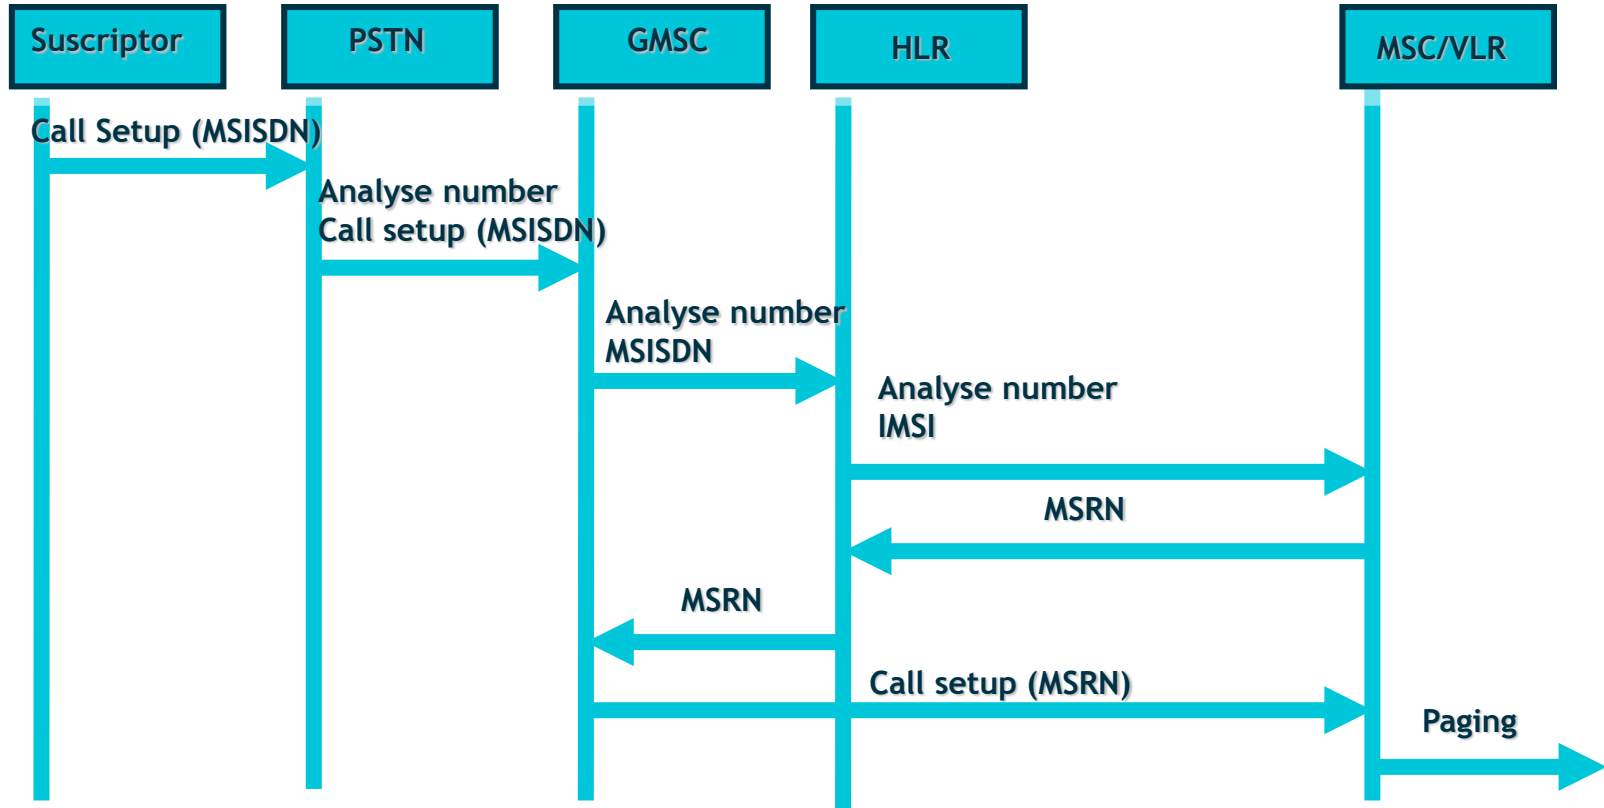 Suscriptor
PSTN
GMSC
HLR
MSC/VLR
Call Setup (MSISDN)
Analyse number
Call setup (MSISDN)
Analyse number
MSISDN
Analyse number
IMSI
MSRN
MSRN
Call setup (MSRN)
Paging